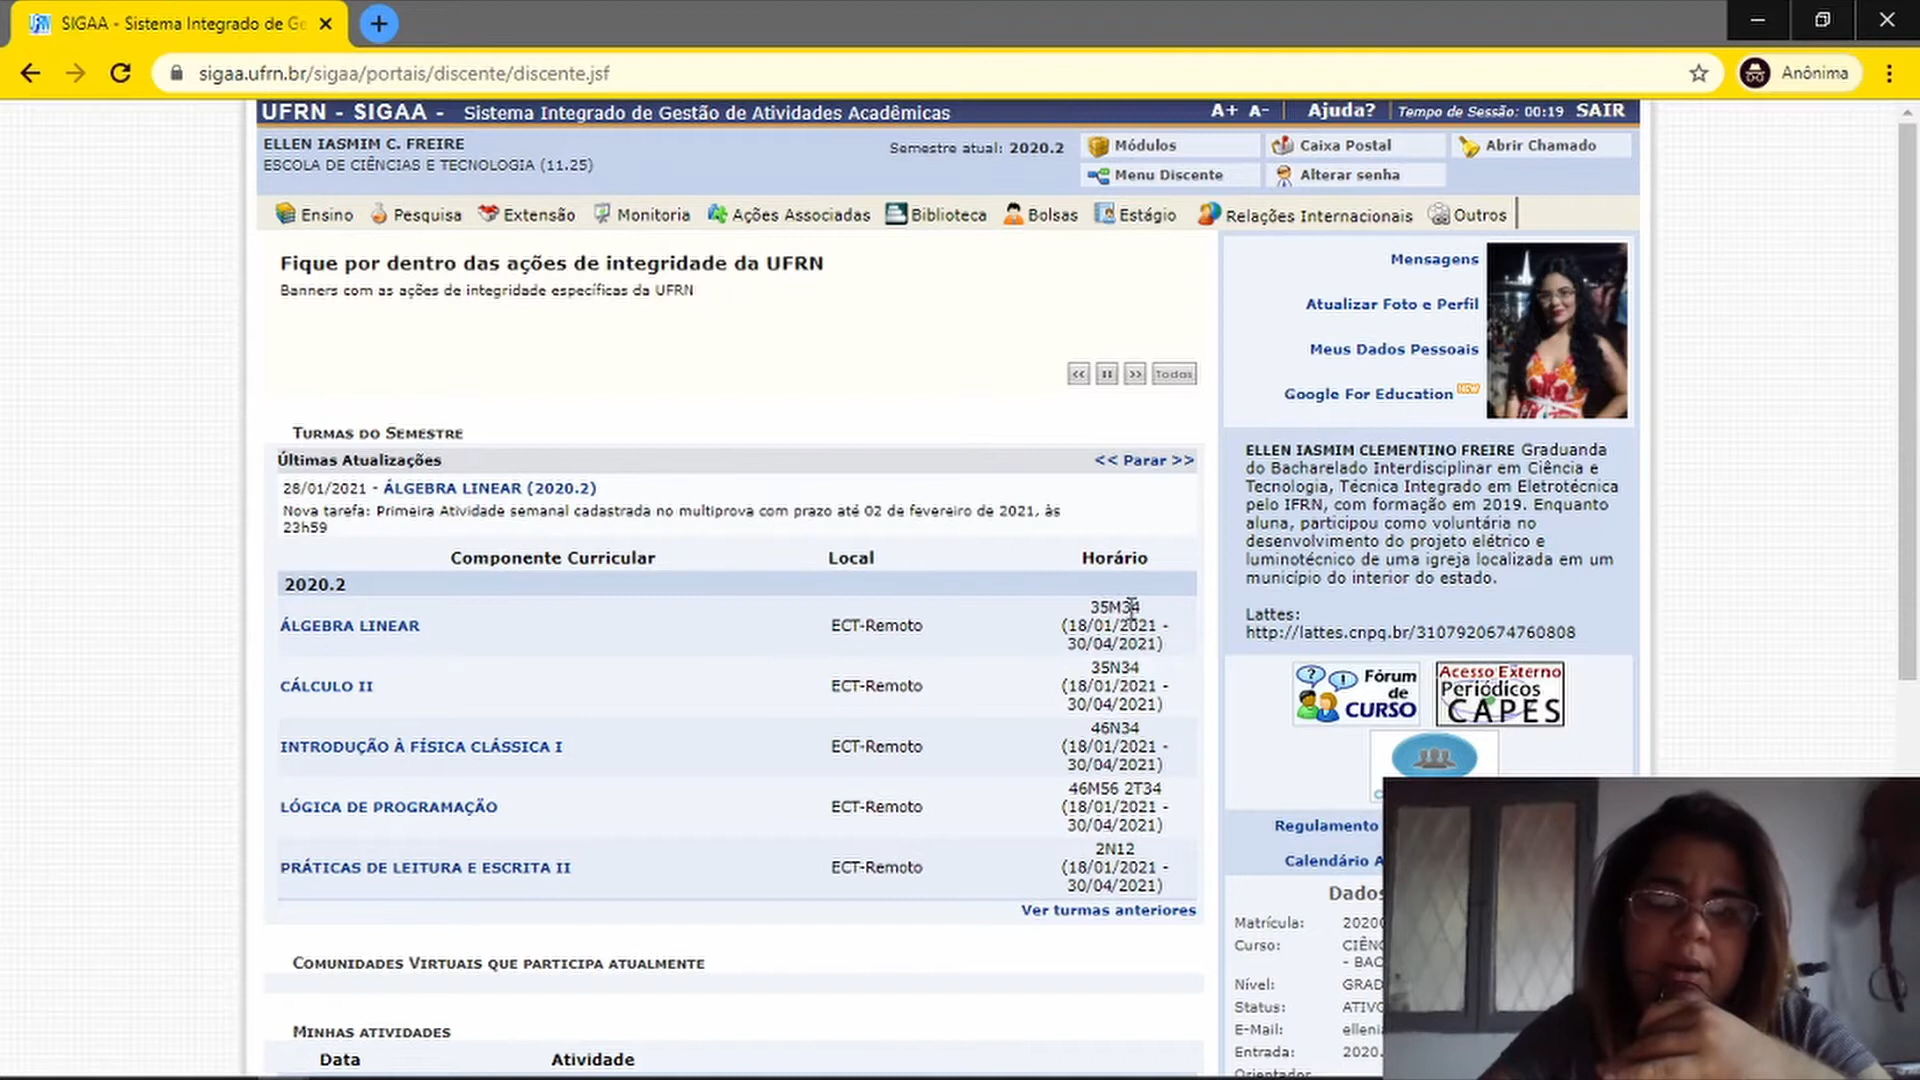 SIGAA - Sistema Integrado de Ge
sigaa.ufrn.br/sigaa/portais/discente/discente.jsf
Anônima
UFRN - SIGAA - Sistema Integrado de Gestão de Atividades Acadêmicas
A+ A- Ajuda? Tempo de Sessão: 00:19 SAIR
ELLEN IASMIM C. FREIRE
ESCOLA DE CIÊNCIAS E TECNOLOGIA (11.25)
Semestre atual: 2020.2
Módulos Caixa Postal Abrir Chamado
Menu Discente Alterar senha
Ensino Pesquisa Extensão Monitoria Ações Associadas Biblioteca Bolsas Estágio Relações Internacionais Outros
Fique por dentro das ações de integridade da UFRN
Banners com as ações de integridade específicas da UFRN
<< >> Todas
TURMAS DO SEMESTRE
Últimas Atualizações << Parar >>
28/01/2021 - ÁLGEBRA LINEAR (2020.2)
Nova tarefa: Primeira Atividade semanal cadastrada no multiprova com prazo até 02 de fevereiro de 2021, às
23h59
Componente Curricular Local Horário
2020.2
ÁLGEBRA LINEAR ECT-Remoto 35M34
(18/01/2021 -
30/04/2021)
CÁLCULO II ECT-Remoto 35N34
(18/01/2021 -
30/04/2021)
INTRODUÇÃO À FÍSICA CLÁSSICA I ECT-Remoto 46N34
(18/01/2021 -
30/04/2021)
LÓGICA DE PROGRAMAÇÃO ECT-Remoto 46M56 2T34
(18/01/2021 -
30/04/2021)
PRÁTICAS DE LEITURA E ESCRITA II ECT-Remoto 2N12
(18/01/2021 -
30/04/2021)
Ver turmas anteriores
COMUNIDADES VIRTUAIS QUE PARTICIPA ATUALMENTE
MINHAS ATIVIDADES
Data Atividade
Mensagens
Atualizar Foto e Perfil
Meus Dados Pessoais
Google For Education NEW
ELLEN IASMIM CLEMENTINO FREIRE Graduanda
do Bacharelado Interdisciplinar em Ciência e
Tecnologia, Técnica Integrado em Eletrotécnica
pelo IFRN, com formação em 2019. Enquanto
aluna, participou como voluntária no
desenvolvimento do projeto elétrico e
luminotécnico de uma igreja localizada em um
município do interior do estado.
Lattes:
http://lattes.cnpq.br/3107920674760808
Fórum
de
CURSO
Acesso Externo
Periódicos
CAPES
Regulamento
Calendário A
Dados
Matrícula: 2020
Curso: CIÊNC
- BAC
Nível: GRAD
Status: ATIVO
E-Mail: elleni
Entrada: 2020.
Orientador